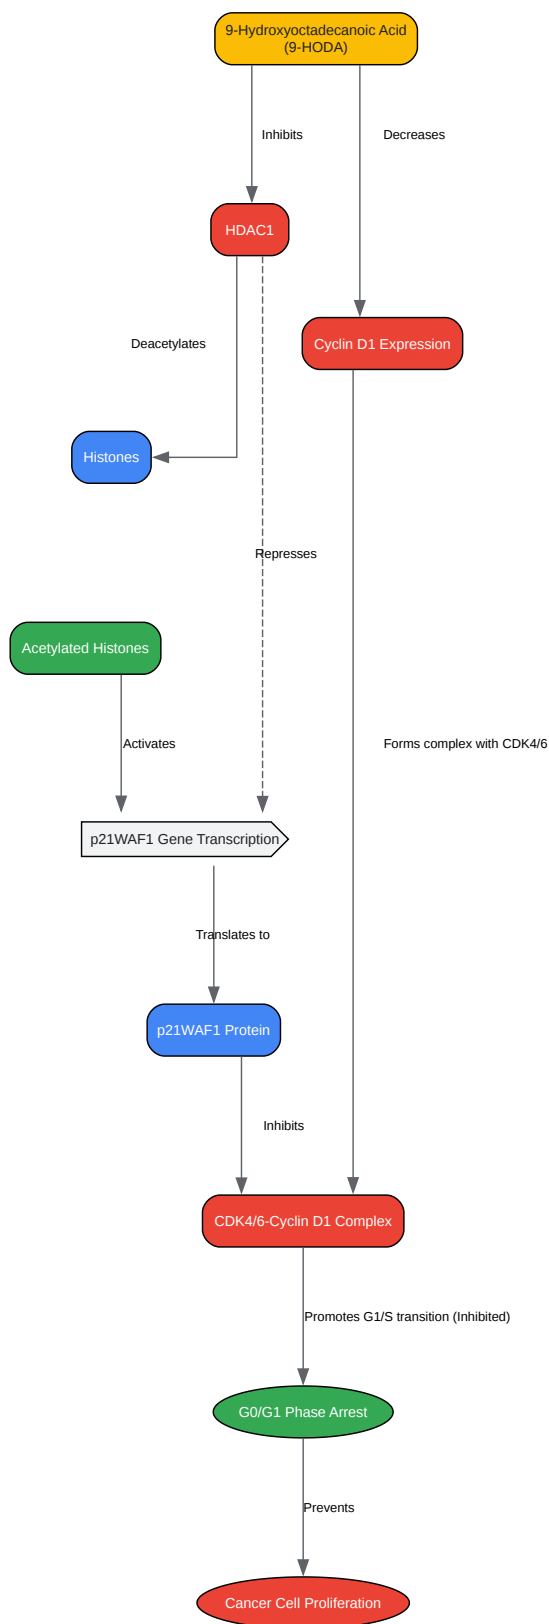 9-Hydroxyoctadecanoic Acid
(9-HODA)
Inhibits
Decreases
HDAC1
Deacetylates
Cyclin D1 Expression
Histones
Represses
Acetylated Histones
Activates
Forms complex with CDK4/6
p21WAF1 Gene Transcription
Translates to
p21WAF1 Protein
Inhibits
CDK4/6-Cyclin D1 Complex
Promotes G1/S transition (Inhibited)
G0/G1 Phase Arrest
Prevents
Cancer Cell Proliferation